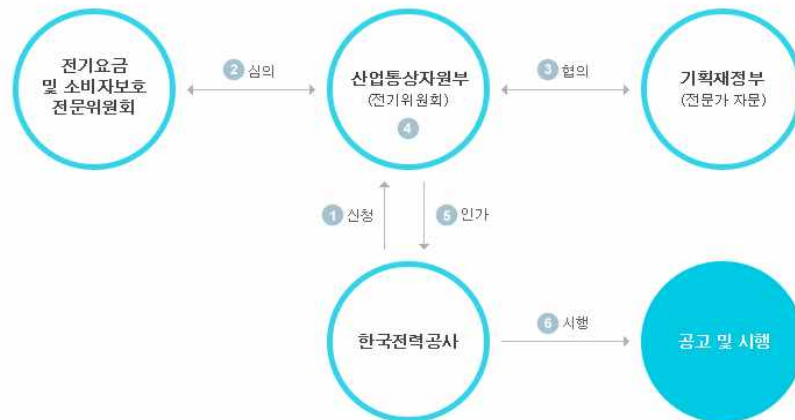 전기요금
및 소비자보호
전문위원회
2 심의
산업통상자원부
(전기위원회)
4
3 협의
기획재정부
(전문가 자문)
1 신청
5 인가
한국전력공사
6 시행
공고 및 시행